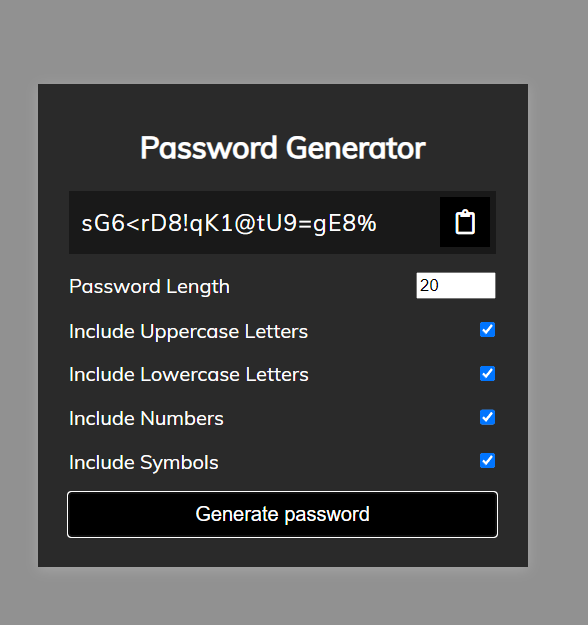 Password Generator
sG6<rD8!qK1@tU9=gE8%
Password Length 20
Include Uppercase Letters
Include Lowercase Letters
Include Numbers
Include Symbols
Generate password